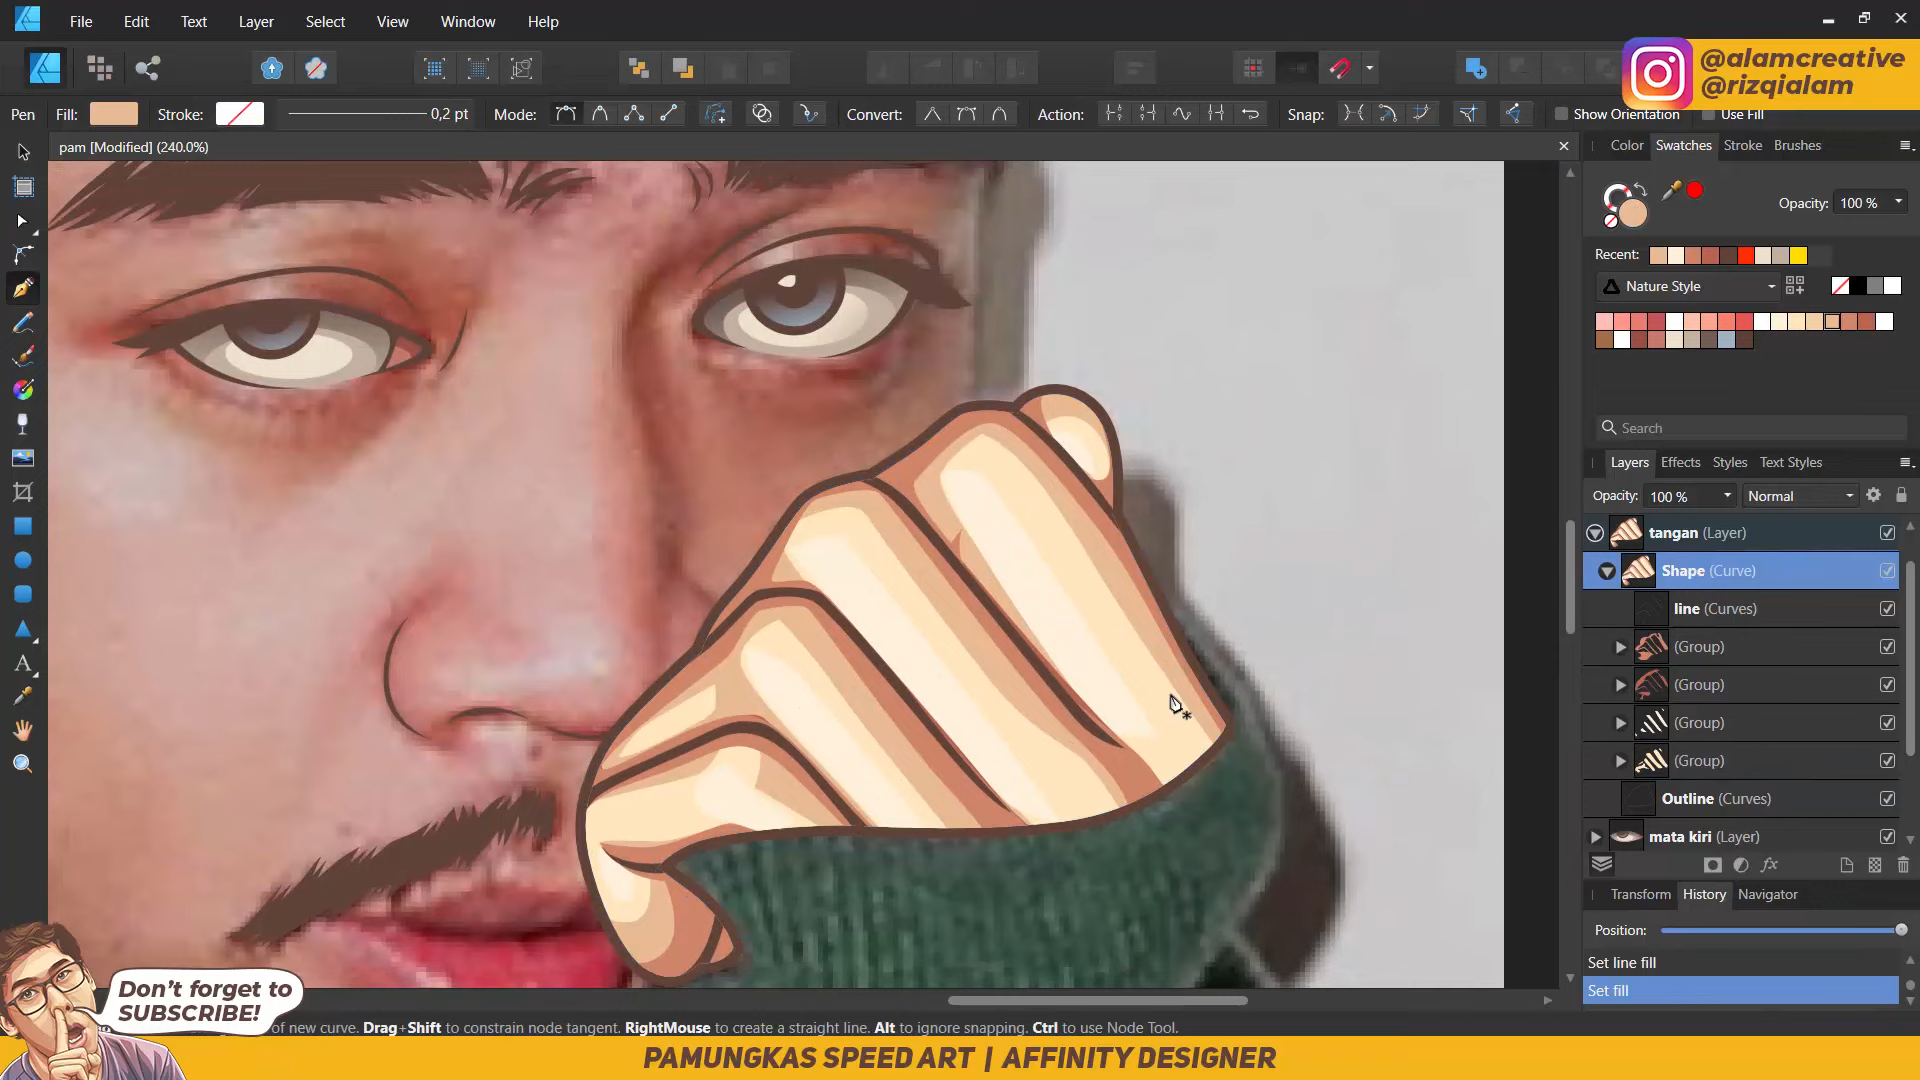 File Edit Text Layer Select View Window Help
@alamcreative
@rizqialam
Pen Fill: Stroke: 0,2 pt Mode: Convert: Action: Snap: Show Orientation Use Fill
pam [Modified] (240.0%)
Color Swatches Stroke Brushes
Opacity: 100 %
Recent:
Nature Style
Search
Layers Effects Styles Text Styles
Opacity: 100 % Normal
tangan (Layer)
Shape (Curve)
line (Curves)
(Group)
(Group)
(Group)
(Group)
Outline (Curves)
mata kiri (Layer)
Transform History Navigator
Position:
Set line fill
Set fill
Don't forget to
SUBSCRIBE!
of new curve. Drag+Shift to constrain node tangent. RightMouse to create a straight line. Alt to ignore snapping. Ctrl to use Node Tool.
PAMUNGKAS SPEED ART | AFFINITY DESIGNER